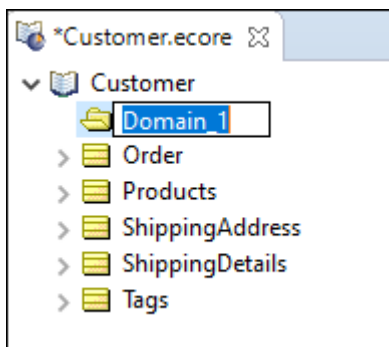 *Customer.ecore
Customer
Domain_1
Order
Products
ShippingAddress
ShippingDetails
Tags